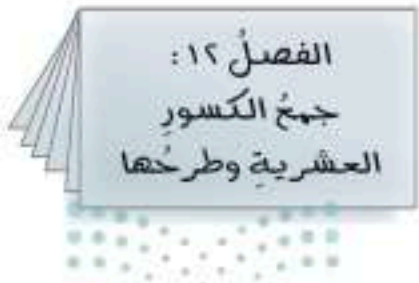 الفصلُ ١٢:
جمعُ الكسورِ
العشريةِ وطرحُها